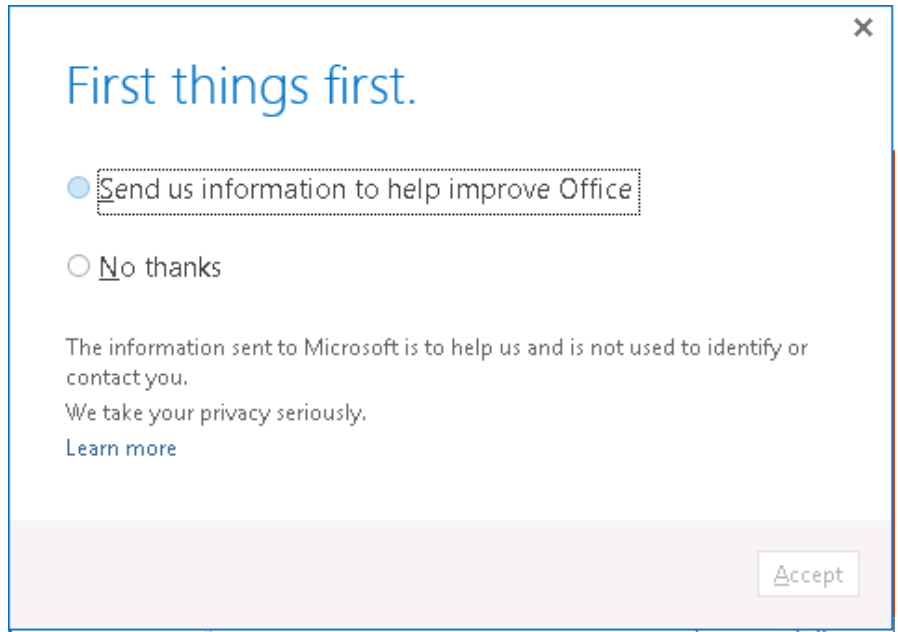 First things first.
Send us information to help improve Office
No thanks
The information sent to Microsoft is to help us and is not used to identify or
contact you.
We take your privacy seriously.
Learn more
Accept